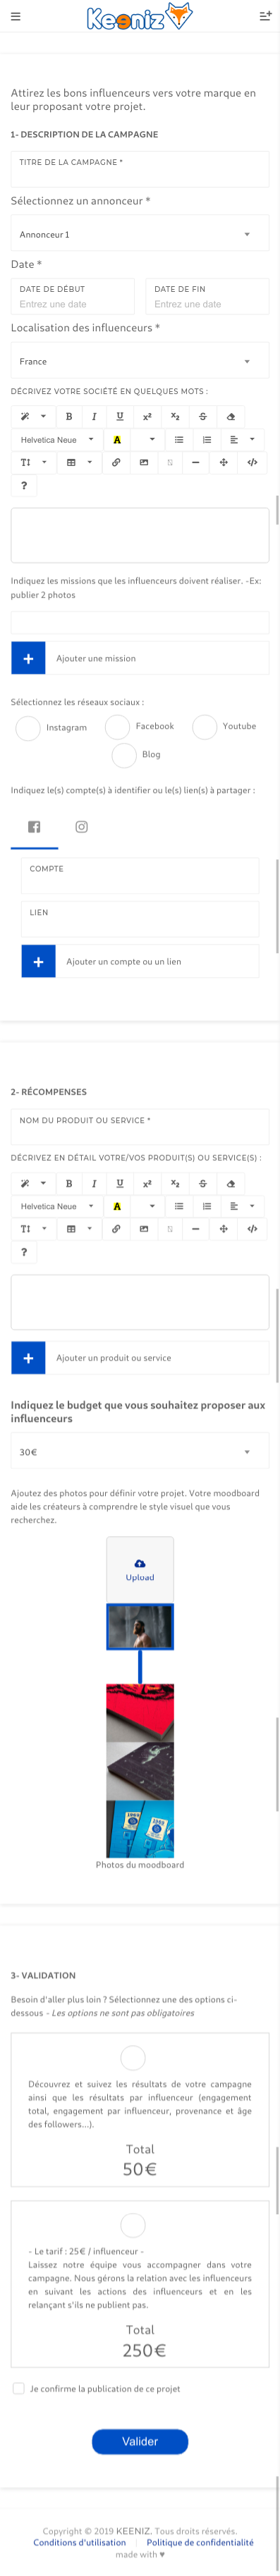 Keeniz
Attirez les bons influenceurs vers votre marque en
leur proposant votre projet.
1- DESCRIPTION DE LA CAMPAGNE
TITRE DE LA CAMPAGNE *
Sélectionnez un annonceur *
Annonceur 1
Date *
DATE DE DÉBUT
Entrez une date
DATE DE FIN
Entrez une date
Localisation des influenceurs *
France
DÉCRIVEZ VOTRE SOCIÉTÉ EN QUELQUES MOTS :
B I U x² X₂ S
Helvetica Neue A
T↕ </>
?
Indiquez les missions que les influenceurs doivent réaliser. -Ex:
publier 2 photos
+ Ajouter une mission
Sélectionnez les réseaux sociaux :
Instagram Facebook Youtube
Blog
Indiquez le(s) compte(s) à identifier ou le(s) lien(s) à partager :
COMPTE
LIEN
+ Ajouter un compte ou un lien
2- RÉCOMPENSES
NOM DU PRODUIT OU SERVICE *
DÉCRIVEZ EN DÉTAIL VOTRE/VOS PRODUIT(S) OU SERVICE(S) :
B I U x² X₂ S
Helvetica Neue A
T↕ </>
?
+ Ajouter un produit ou service
Indiquez le budget que vous souhaitez proposer aux
influenceurs
30€
Ajoutez des photos pour définir votre projet. Votre moodboard
aide les créateurs à comprendre le style visuel que vous
recherchez.
Upload
Photos du moodboard
3- VALIDATION
Besoin d'aller plus loin ? Sélectionnez une des options ci-
dessous - Les options ne sont pas obligatoires
Découvrez et suivez les résultats de votre campagne
ainsi que les résultats par influenceur (engagement
total, engagement par influenceur, provenance et âge
des followers...).
Total
50€
- Le tarif : 25€ / influenceur -
Laissez notre équipe vous accompagner dans votre
campagne. Nous gérons la relation avec les influenceurs
en suivant les actions des influenceurs et en les
relançant s'ils ne publient pas.
Total
250€
Je confirme la publication de ce projet
Valider
Copyright © 2019 KEENIZ. Tous droits réservés.
Conditions d'utilisation | Politique de confidentialité
made with ♥